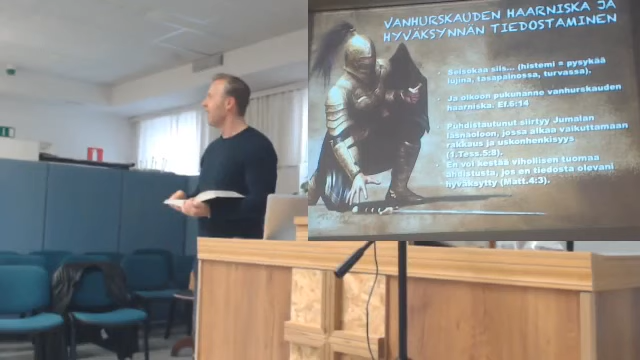 VANHURSKAUDEN HAARNISKA JA
HYVÄKSYNNÄN TIEDOSTAMINEN
Seisokaa siis... (histemi) = pysykää
lujina, tasapainossa, turvassa).
Ja olkoon pukunanne vanhurskauden
haarniska. Ef.6:14
Puhdistautunut siirtyy Jumalan
läsnäoloon, jossa alkaa vaikuttamaan
rakkaus ja uskonhenkisyys
(1.Tess.5:8).
En voi kestää vihollisen tuomaa
ahdistusta, jos en tiedosta olevani
hyväksytty (Matt.4:3).